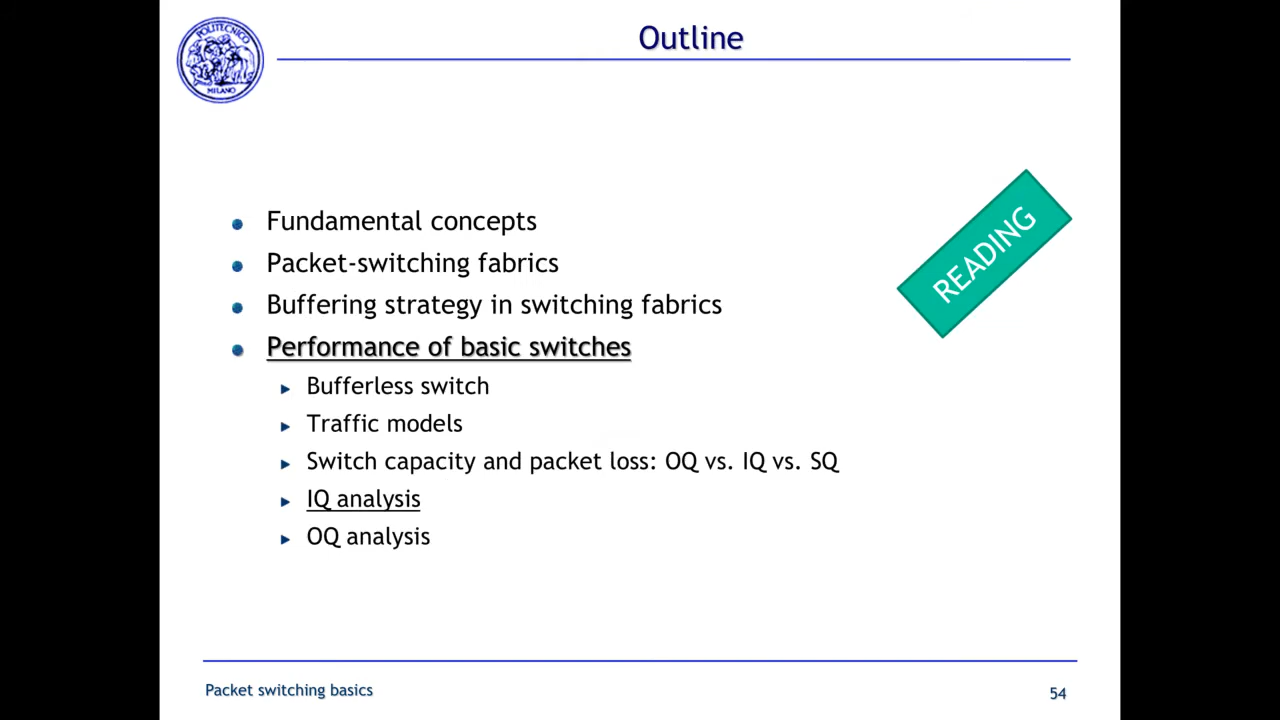 POLITECNICO
MILANO
Outline
READING
Fundamental concepts
Packet-switching fabrics
Buffering strategy in switching fabrics
Performance of basic switches
Bufferless switch
Traffic models
Switch capacity and packet loss: OQ vs. IQ vs. SQ
IQ analysis
OQ analysis
Packet switching basics
54